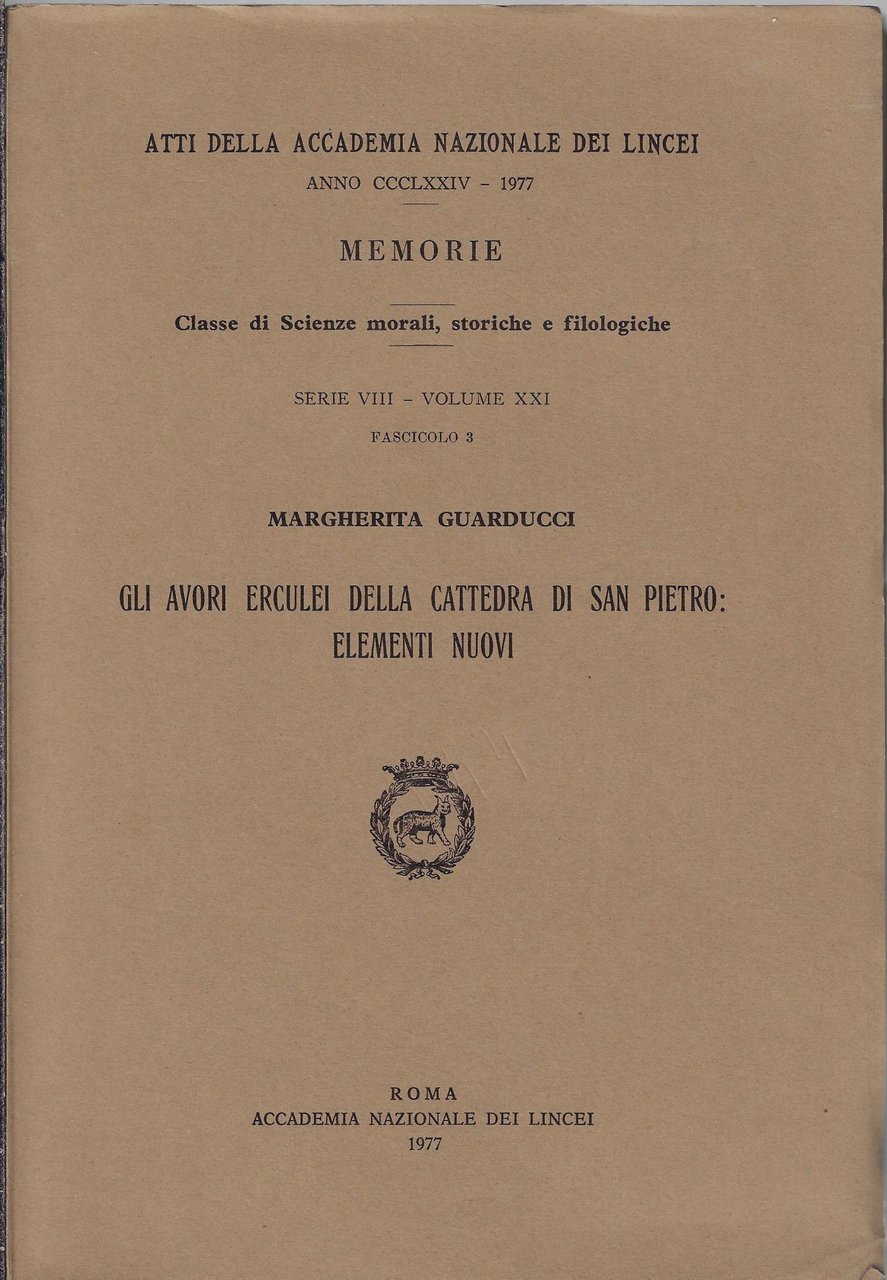 ATTI DELLA ACCADEMIA NAZIONALE DEI LINCEI
ANNO CCCLXXIV – 1977
MEMORIE
Classe di Scienze morali, storiche e filologiche
SERIE VIII – VOLUME XXI
FASCICOLO 3
MARGHERITA GUARDUCCI
GLI AVORI ERCULEI DELLA CATTEDRA DI SAN PIETRO:
ELEMENTI NUOVI
ROMA
ACCADEMIA NAZIONALE DEI LINCEI
1977